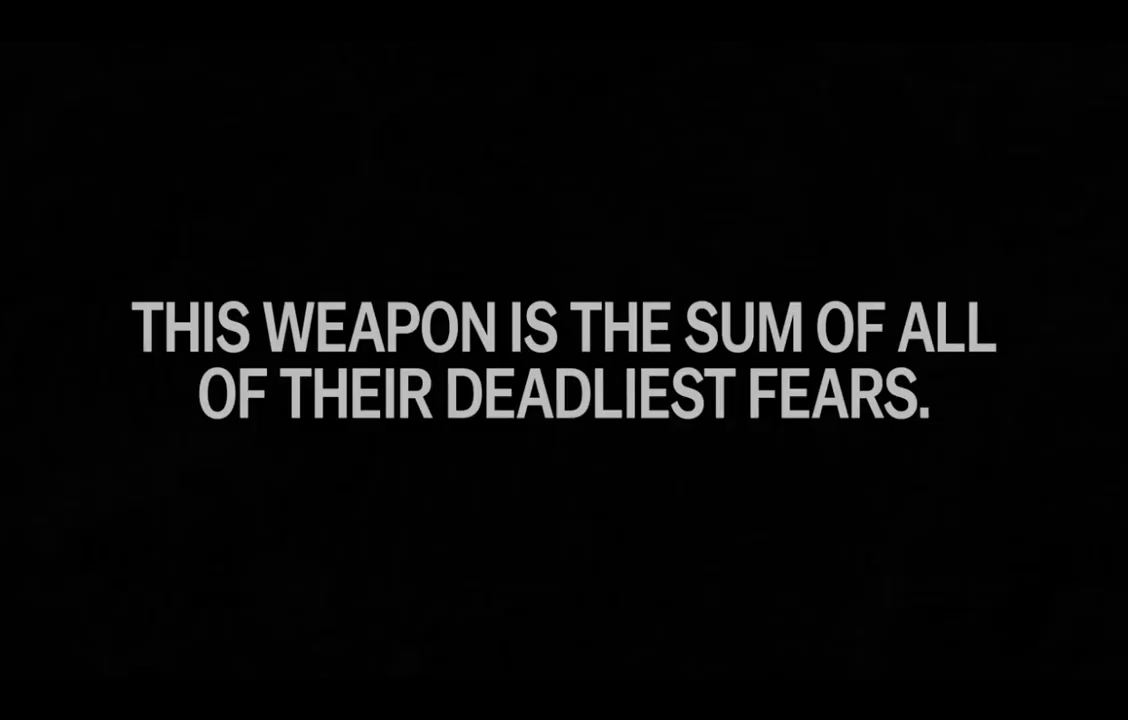 THIS WEAPON IS THE SUM OF ALL
OF THEIR DEADLIEST FEARS.